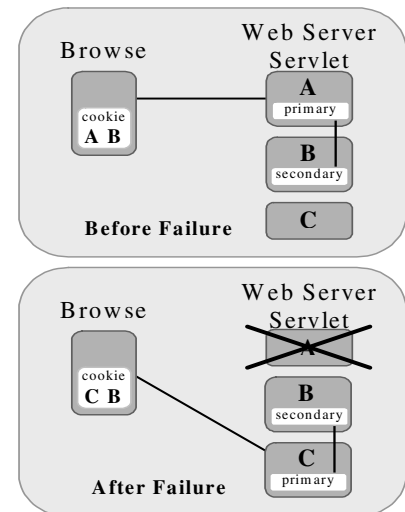 Web Server
Servlet
Browse
A
primary
cookie
A B
B
secondary
C
Before Failure
Web Server
Servlet
Browse
A
cookie
C B
B
secondary
C
primary
After Failure